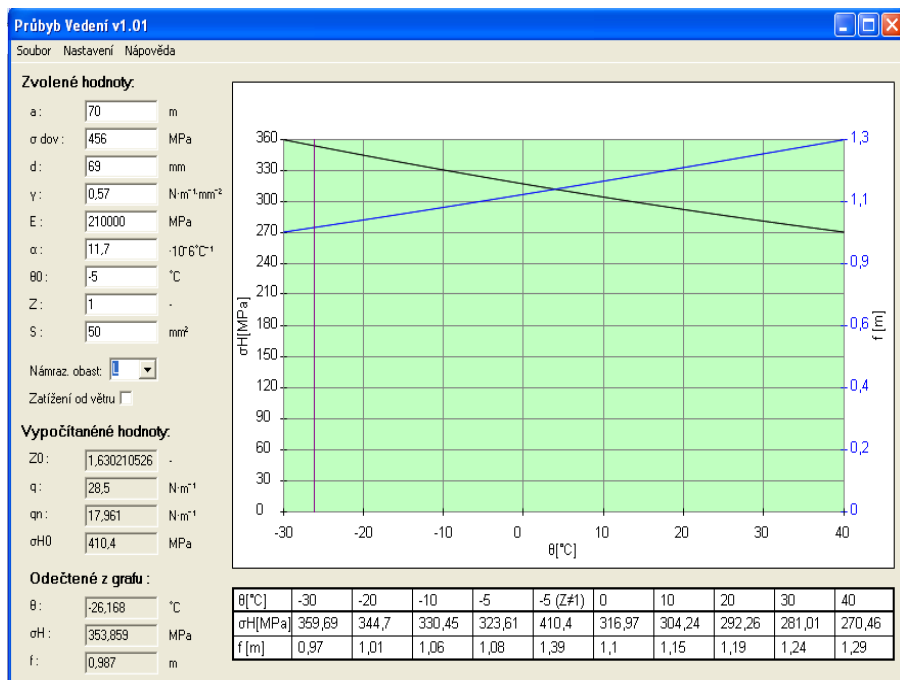 Průbyb Vedení v1.01
Soubor Nastavení Nápověda
Zvolené hodnoty:
a : 70 m
σ dov : 456 MPa
d : 69 mm
γ : 0,57 N·m⁻¹·mm⁻²
E : 210000 MPa
α : 11,7 ·10⁻⁶°C⁻¹
θ0 : -5 °C
Z : 1 -
S : 50 mm²
Námraz. obast: L
Zatížení od větru
Vypočítanéné hodnoty:
Z0 : 1,630210526 -
q : 28,5 N·m⁻¹
qn : 17,961 N·m⁻¹
σH0 410,4 MPa
Odečtené z grafu :
θ : -26,168 °C
σH : 353,859 MPa
f : 0,987 m
360
330
300
270
240
210
180
150
120
90
60
30
0
σH[MPa]
-30 -20 -10 0 10 20 30 40
θ[°C]
1,3
1,1
0,9
0,6
0,4
0,2
0
f [m]
θ[°C] -30 -20 -10 -5 -5 (Z≠1) 0 10 20 30 40
σH[MPa] 359,69 344,7 330,45 323,61 410,4 316,97 304,24 292,26 281,01 270,46
f [m] 0,97 1,01 1,06 1,08 1,39 1,1 1,15 1,19 1,24 1,29